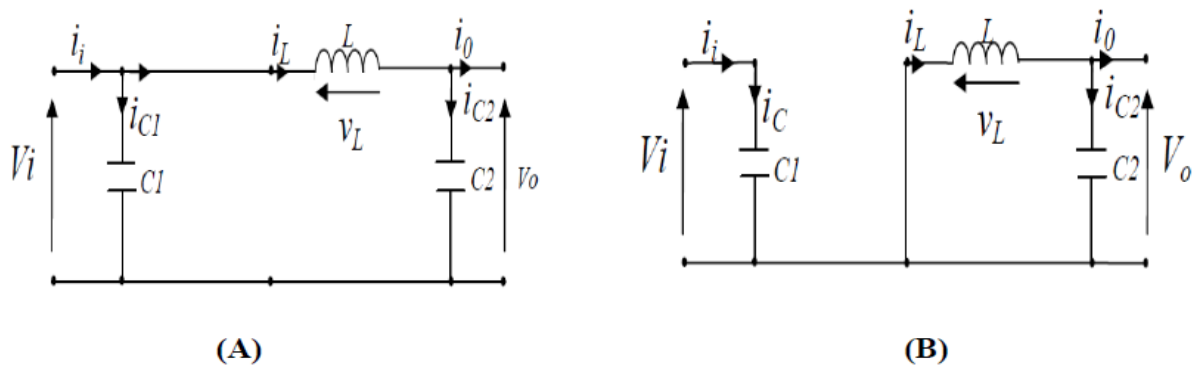 i_i i_L L i_0
i_C1 v_L i_C2
Vi C1 C2 Vo
(A)
i_i i_L L i_0
i_C v_L i_C2
Vi C1 C2 V_o
(B)